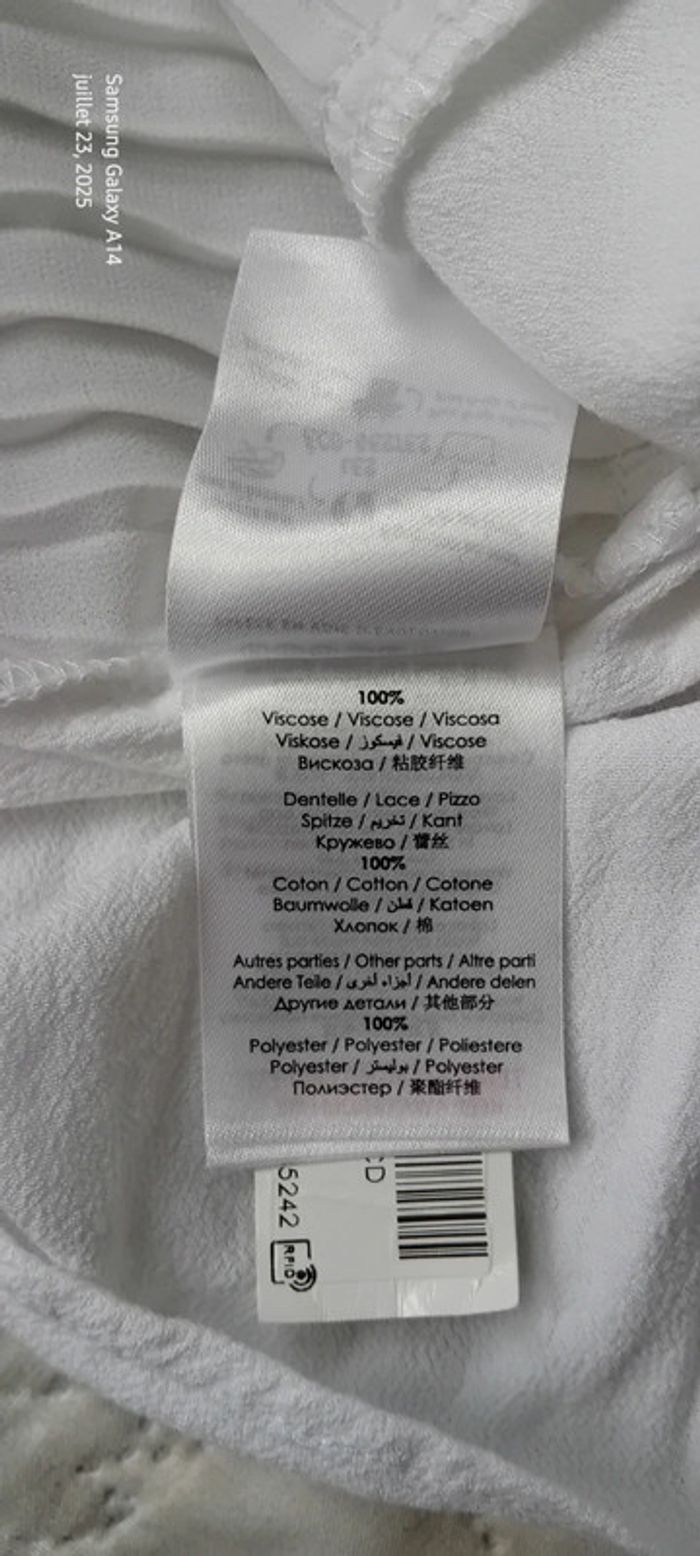 Samsung Galaxy A14
juillet 23, 2025
100%
Viscose / Viscose / Viscosa
Viskose / فيسكوز / Viscose
Вискоза / 粘胶纤维
Dentelle / Lace / Pizzo
Spitze / تخريم / Kant
Кружево / 蕾丝
100%
Coton / Cotton / Cotone
Baumwolle / قطن / Katoen
Хлопок / 棉
Autres parties / Other parts / Altre parti
Andere Teile / أجزاء أخرى / Andere delen
Другие детали / 其他部分
100%
Polyester / Polyester / Poliestere
Polyester / بوليستر / Polyester
Полиэстер / 聚酯纤维
CD
5242
RFID